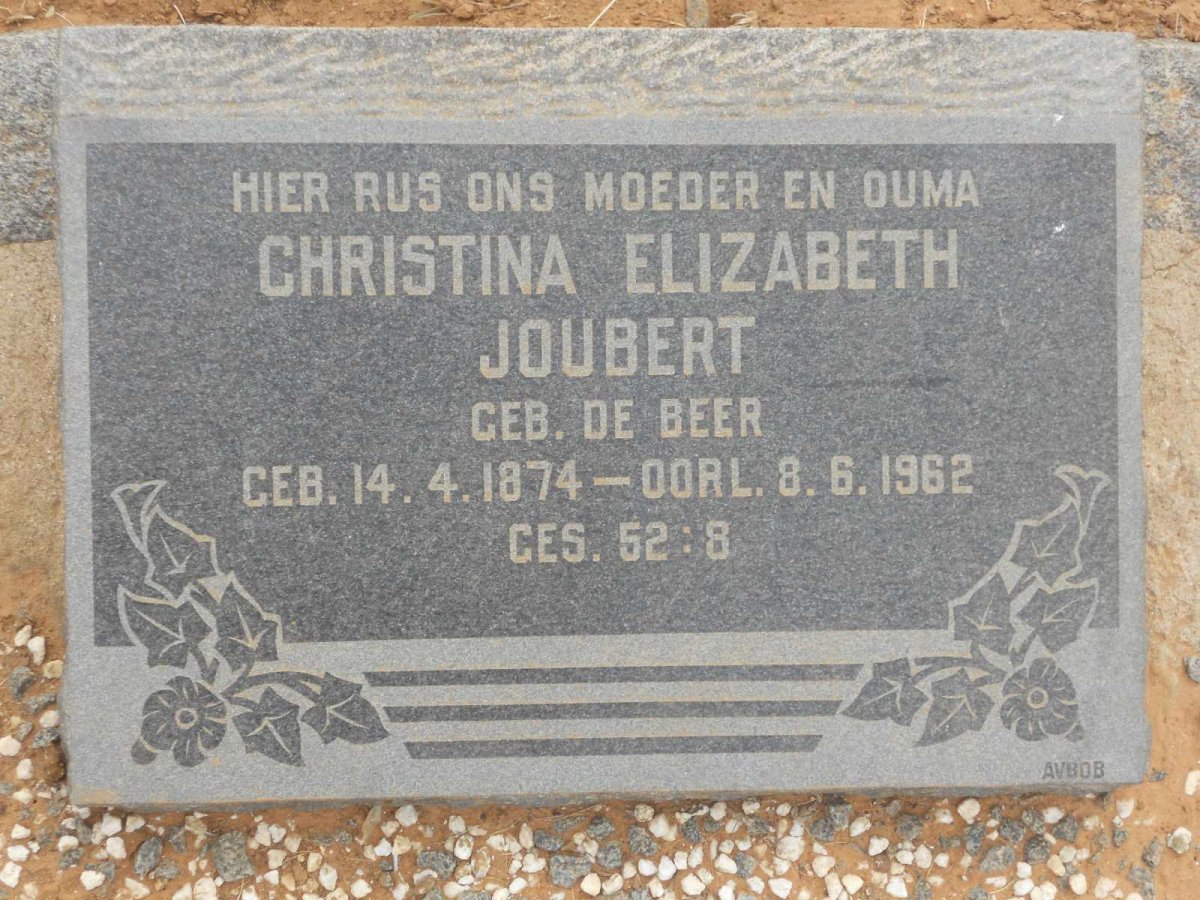 HIER RUS ONS MOEDER EN OUMA
CHRISTINA ELIZABETH
JOUBERT
GEB. DE BEER
GEB. 14. 4. 1874 — OORL. 8. 6. 1962
GES. 52:8
AVBOB